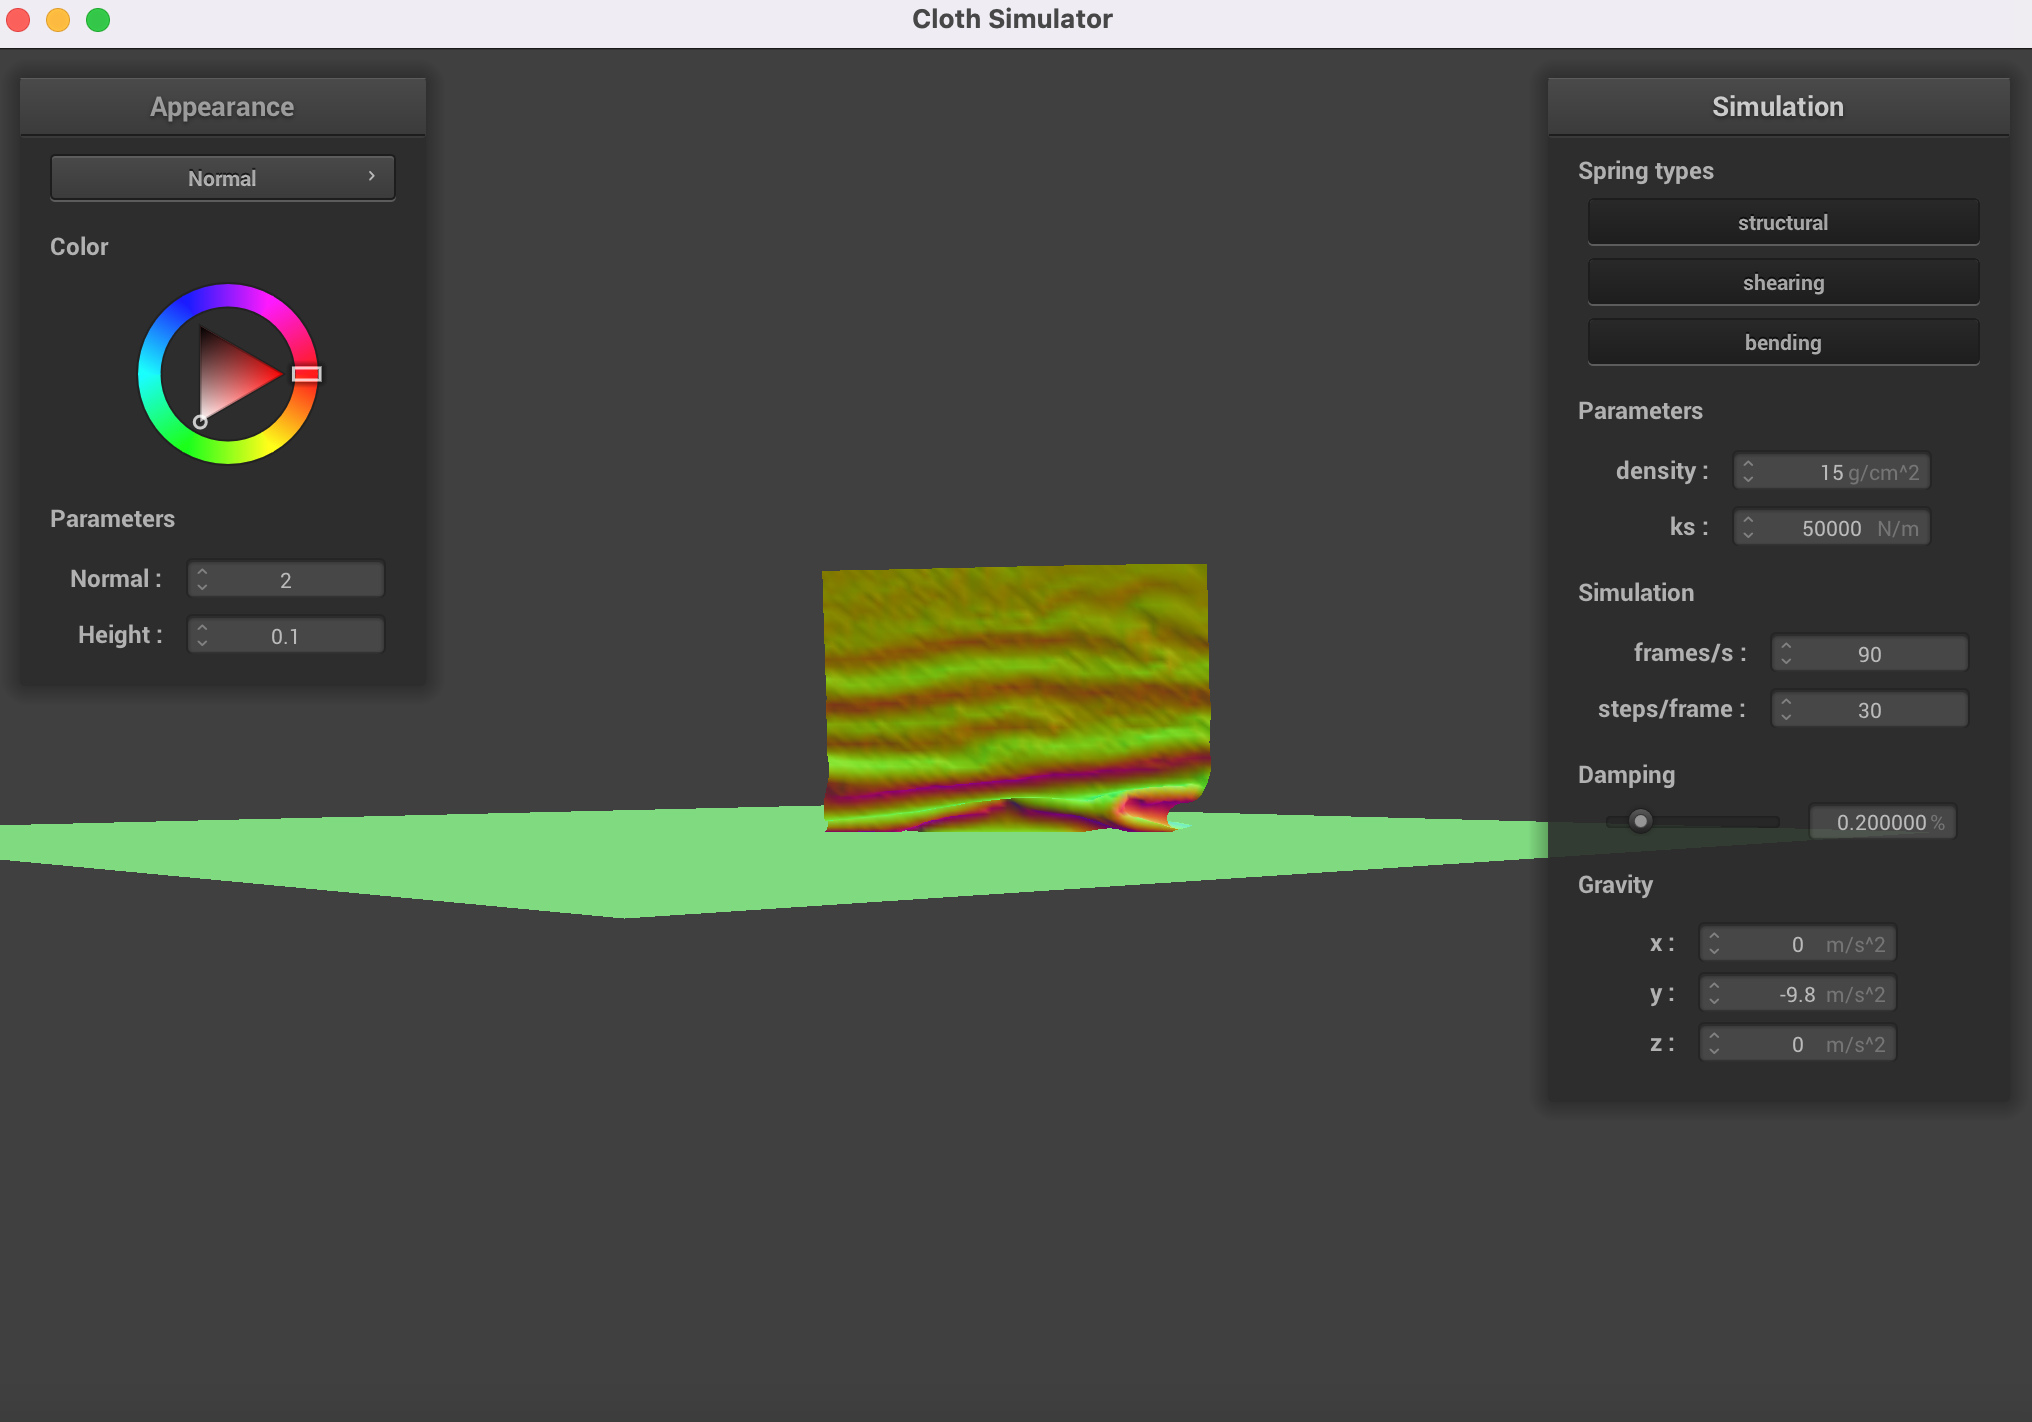 Cloth Simulator
Appearance
Normal
Color
Parameters
Normal : 2
Height : 0.1
Simulation
Spring types
structural
shearing
bending
Parameters
density : 15 g/cm^2
ks : 50000 N/m
Simulation
frames/s : 90
steps/frame : 30
Damping
0.200000 %
Gravity
x : 0 m/s^2
y : -9.8 m/s^2
z : 0 m/s^2